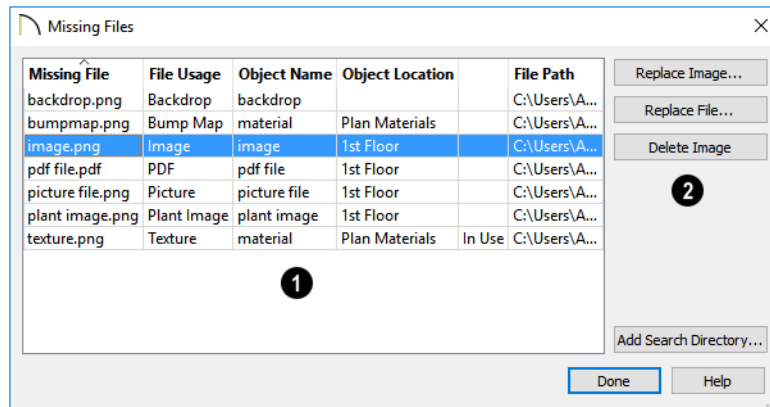 Missing Files
Missing File File Usage Object Name Object Location File Path
backdrop.png Backdrop backdrop C:\Users\A...
bumpmap.png Bump Map material Plan Materials C:\Users\A...
image.png Image image 1st Floor C:\Users\A...
pdf file.pdf PDF pdf file 1st Floor C:\Users\A...
picture file.png Picture picture file 1st Floor C:\Users\A...
plant image.png Plant Image plant image 1st Floor C:\Users\A...
texture.png Texture material Plan Materials In Use C:\Users\A...
1
Replace Image...
Replace File...
Delete Image
2
Add Search Directory...
Done Help